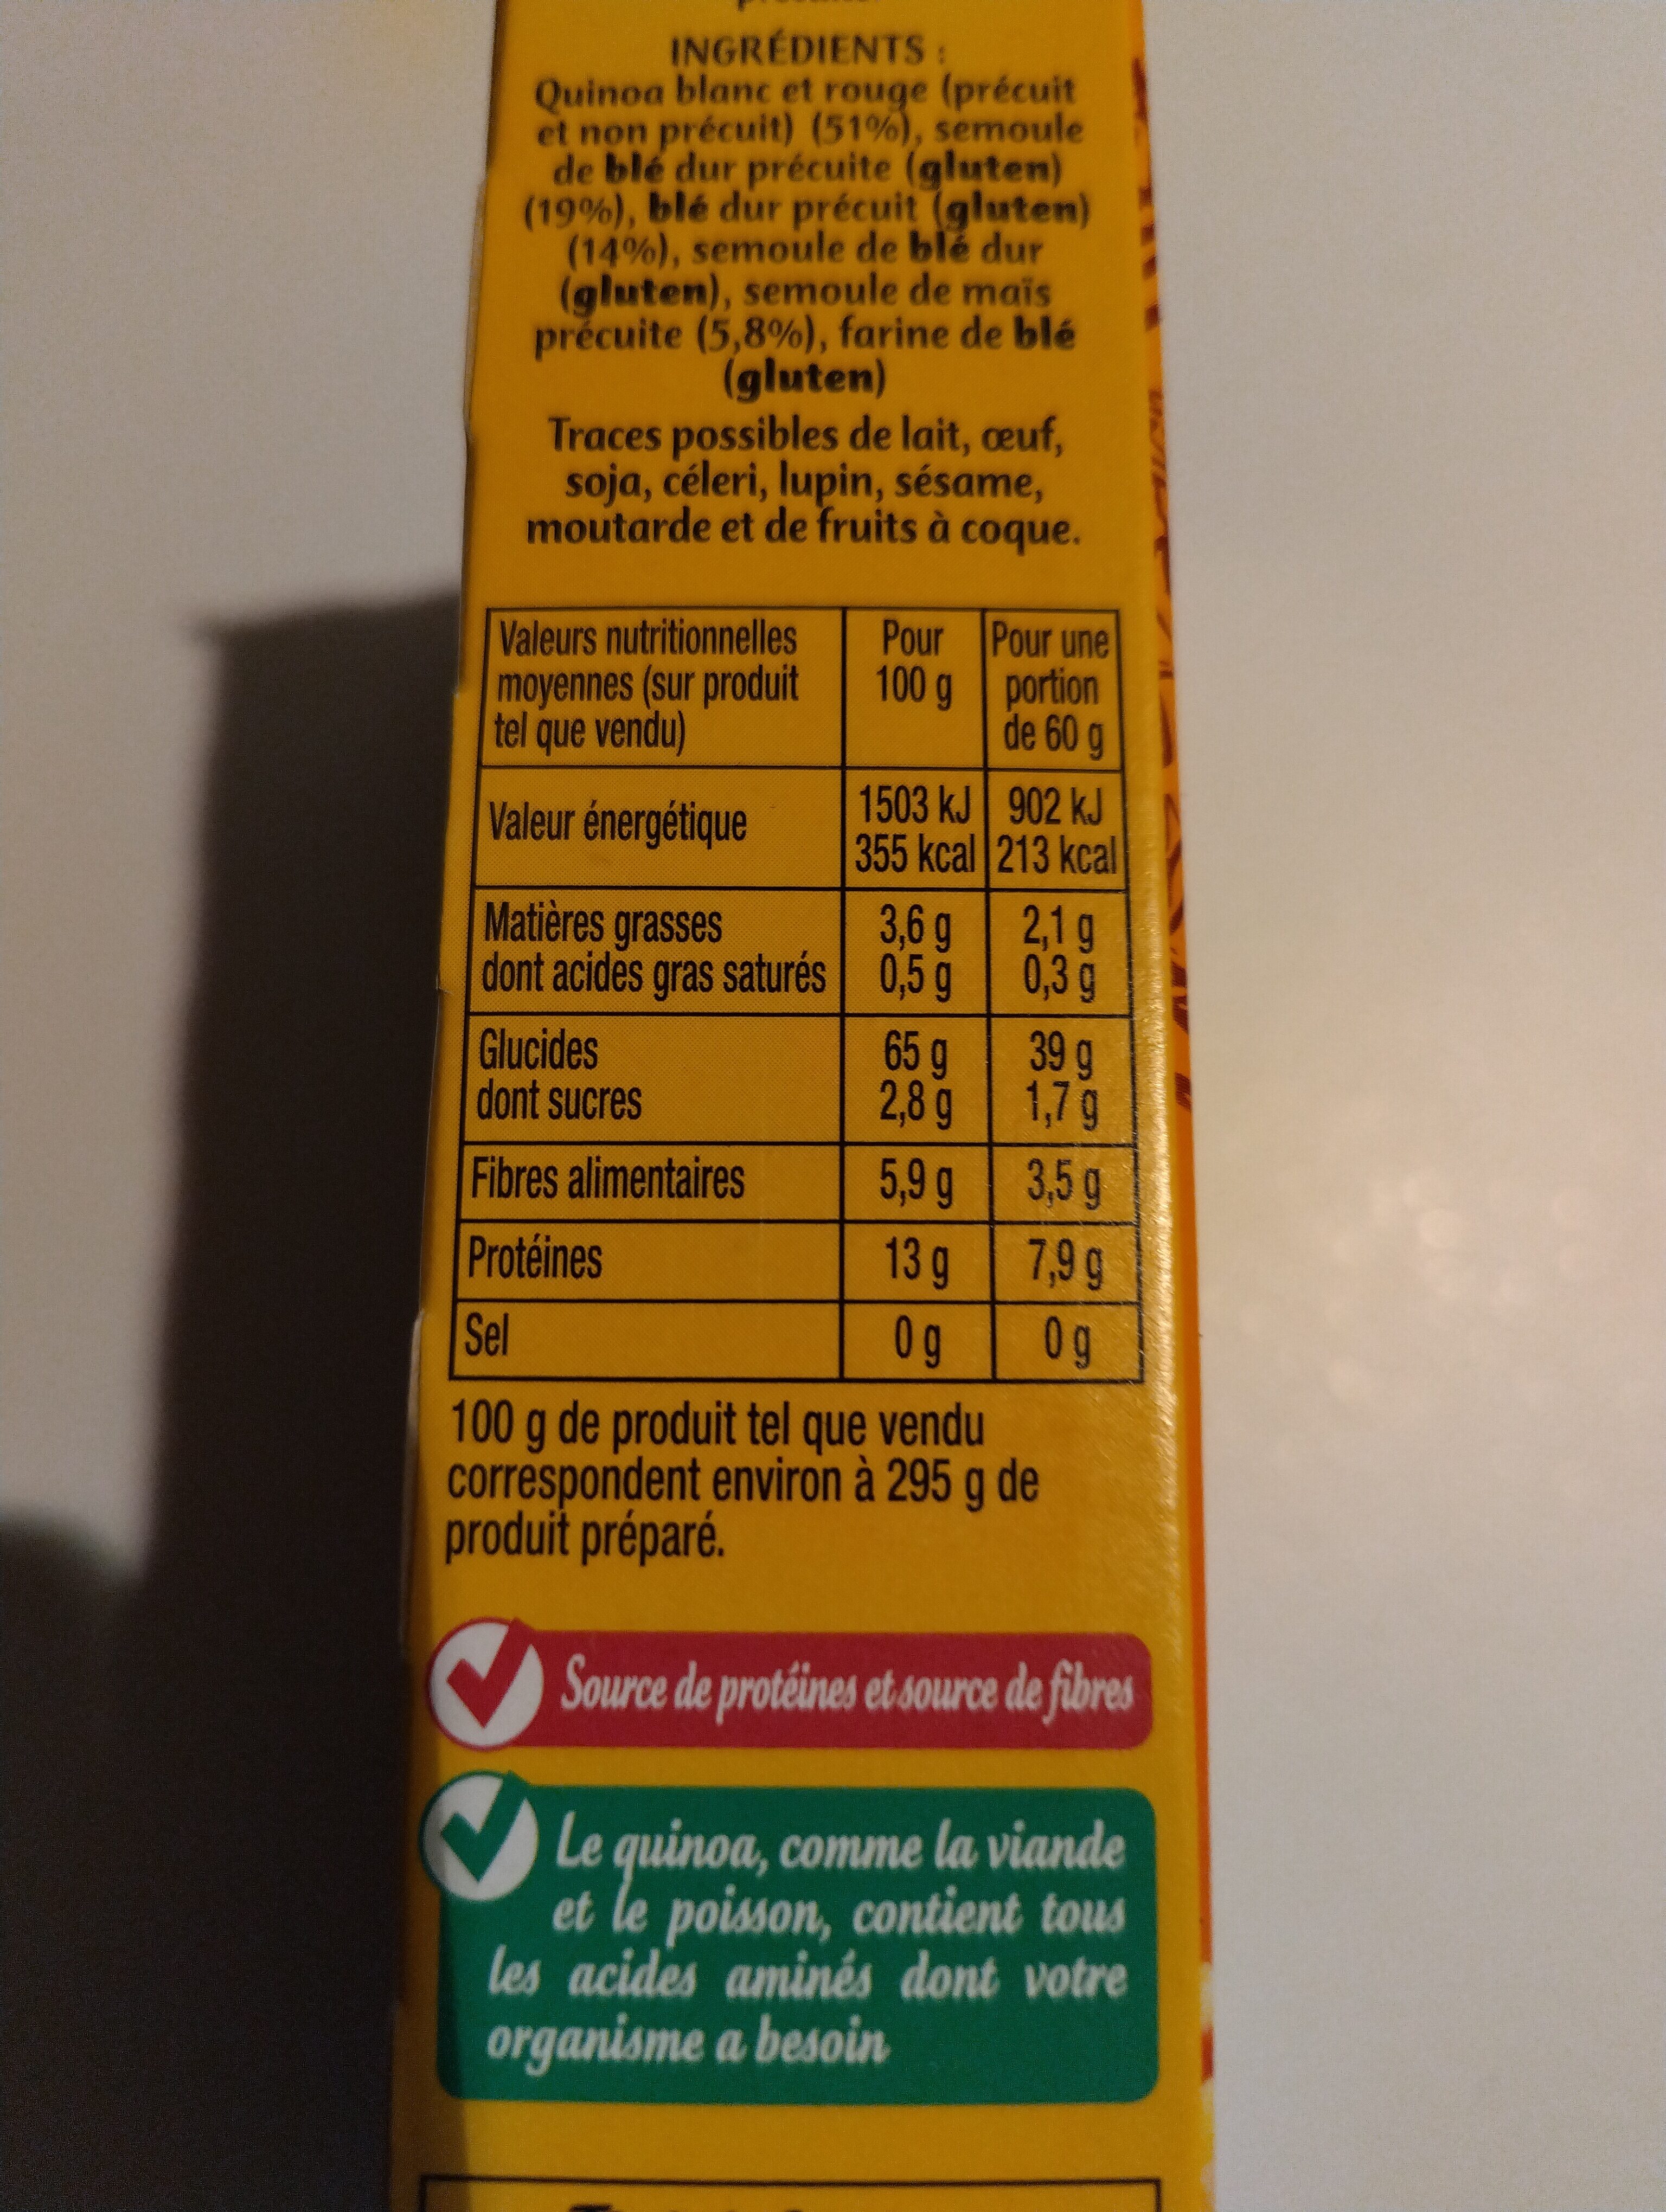 INGRÉDIENTS :
Quinoa blanc et rouge (précuit
et non précuit) (51%), semoule
de blé dur précuite (gluten)
(19%), blé dur précuit (gluten)
(14%), semoule de blé dur
(gluten), semoule de maïs
précuite (5,8%), farine de blé
(gluten)
Traces possibles de lait, œuf,
soja, céleri, lupin, sésame,
moutarde et de fruits à coque.
Valeurs nutritionnelles moyennes (sur produit tel que vendu) Pour 100 g Pour une portion de 60 g
Valeur énergétique 1503 kJ 902 kJ
355 kcal 213 kcal
Matières grasses 3,6 g 2,1 g
dont acides gras saturés 0,5 g 0,3 g
Glucides 65 g 39 g
dont sucres 2,8 g 1,7 g
Fibres alimentaires 5,9 g 3,5 g
Protéines 13 g 7,9 g
Sel 0 g 0 g
100 g de produit tel que vendu
correspondent environ à 295 g de
produit préparé.
Source de protéines et source de fibres
Le quinoa, comme la viande
et le poisson, contient tous
les acides aminés dont votre
organisme a besoin